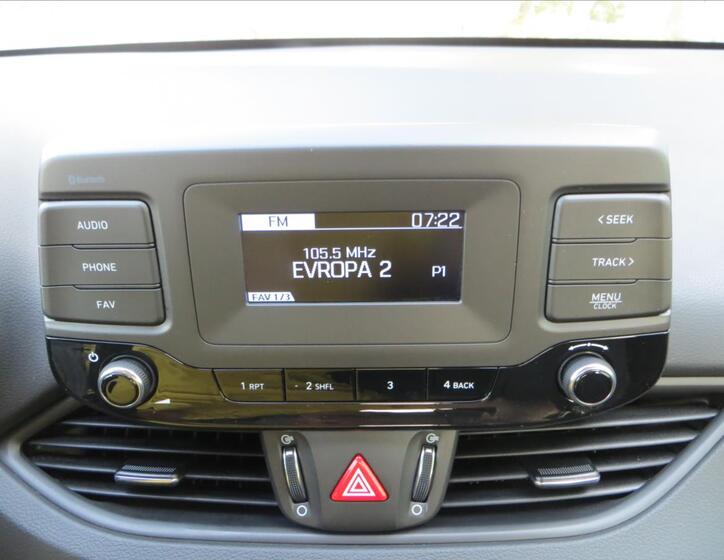 Bluetooth
AUDIO
PHONE
FAV
FM 07:22
105.5 MHz
EVROPA 2 P1
FAV 1/3
< SEEK
TRACK >
MENU
CLOCK
1 RPT
2 SHFL
3
4 BACK